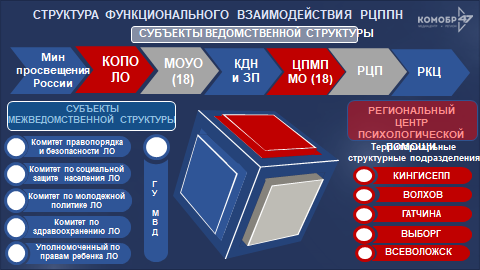 СТРУКТУРА ФУНКЦИОНАЛЬНОГО ВЗАИМОДЕЙСТВИЯ РЦППН
КОМОБР 47
СУБЪЕКТЫ ВЕДОМСТВЕННОЙ СТРУКТУРЫ
Мин
просвещения
России
КОПО
ЛО
МОУО
(18)
КДН
и ЗП
ЦПМП
МО (18)
РЦП
РКЦ
СУБЪЕКТЫ
МЕЖВЕДОМСТВЕННОЙ СТРУКТУРЫ
Комитет правопорядка
и безопасности ЛО
Комитет по социальной
защите населения ЛО
Комитет по молодежной
политике ЛО
Комитет по
здравоохранению ЛО
Уполномоченный по
правам ребенка ЛО
ГУ МВД
РЕГИОНАЛЬНЫЙ
ЦЕНТР
ПСИХОЛОГИЧЕСКОЙ
ПОМОЩИ
Территориальные
структурные подразделения
КИНГИСЕПП
ВОЛХОВ
ГАТЧИНА
ВЫБОРГ
ВСЕВОЛОЖСК